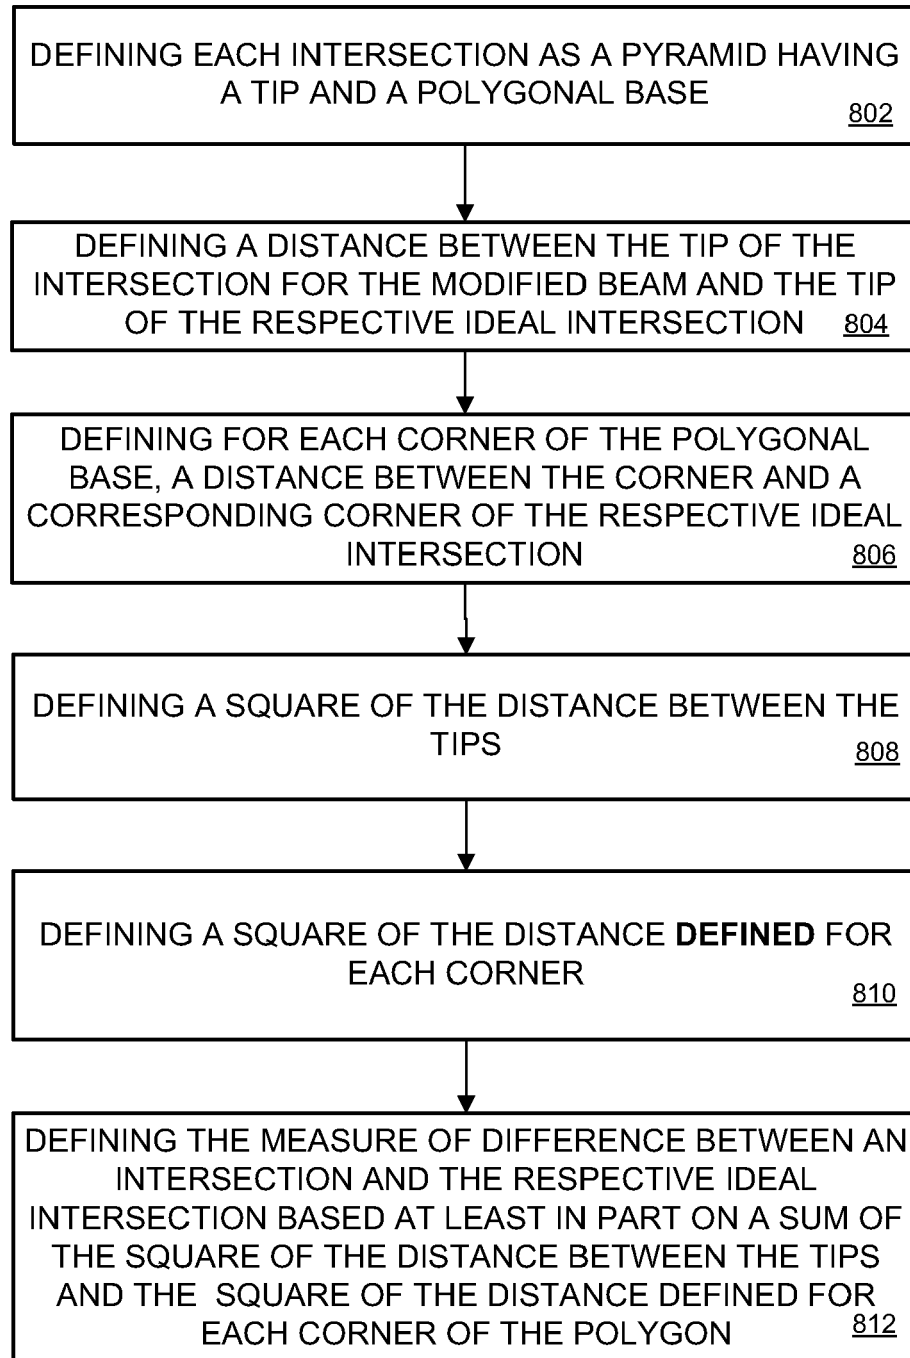 DEFINING EACH INTERSECTION AS A PYRAMID HAVING
A TIP AND A POLYGONAL BASE
802
DEFINING A DISTANCE BETWEEN THE TIP OF THE
INTERSECTION FOR THE MODIFIED BEAM AND THE TIP
OF THE RESPECTIVE IDEAL INTERSECTION 804
DEFINING FOR EACH CORNER OF THE POLYGONAL
BASE, A DISTANCE BETWEEN THE CORNER AND A
CORRESPONDING CORNER OF THE RESPECTIVE IDEAL
INTERSECTION 806
DEFINING A SQUARE OF THE DISTANCE BETWEEN THE
TIPS 808
DEFINING A SQUARE OF THE DISTANCE DEFINED FOR
EACH CORNER
810
DEFINING THE MEASURE OF DIFFERENCE BETWEEN AN
INTERSECTION AND THE RESPECTIVE IDEAL
INTERSECTION BASED AT LEAST IN PART ON A SUM OF
THE SQUARE OF THE DISTANCE BETWEEN THE TIPS
AND THE SQUARE OF THE DISTANCE DEFINED FOR
EACH CORNER OF THE POLYGON 812